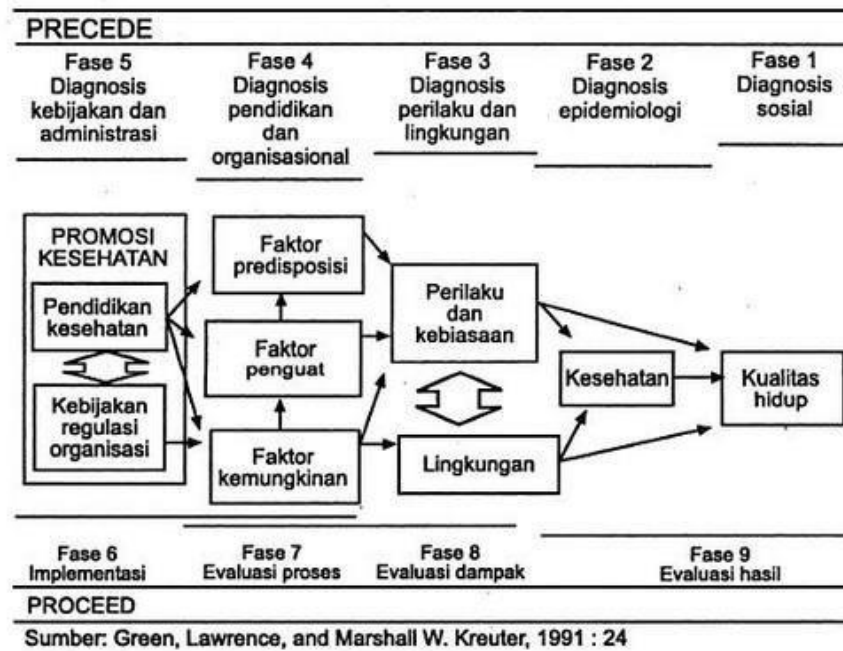 PRECEDE
Fase 5
Diagnosis
kebijakan dan
administrasi
Fase 4
Diagnosis
pendidikan
dan
organisasional
Fase 3
Diagnosis
perilaku dan
lingkungan
Fase 2
Diagnosis
epidemiologi
Fase 1
Diagnosis
sosial
PROMOSI
KESEHATAN
Pendidikan
kesehatan
Kebijakan
regulasi
organisasi
Faktor
predisposisi
Faktor
penguat
Faktor
kemungkinan
Perilaku
dan
kebiasaan
Lingkungan
Kesehatan
Kualitas
hidup
Fase 6
Implementasi
Fase 7
Evaluasi proses
Fase 8
Evaluasi dampak
Fase 9
Evaluasi hasil
PROCEED
Sumber: Green, Lawrence, and Marshall W. Kreuter, 1991 : 24